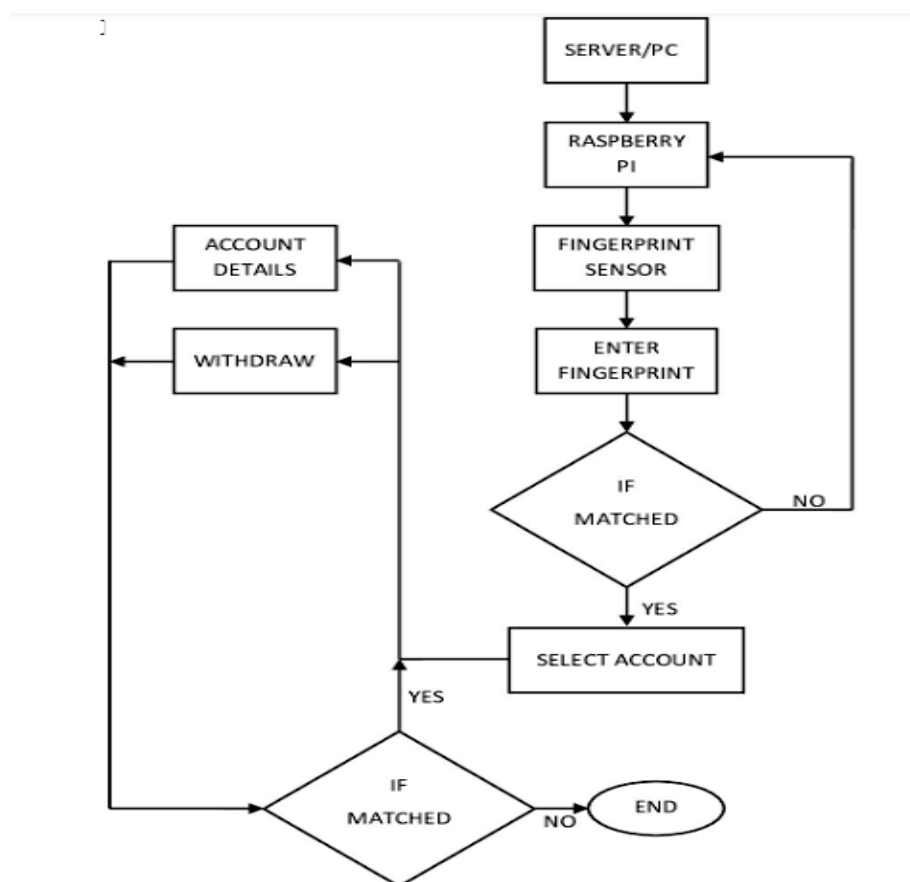 SERVER/PC
RASPBERRY
PI
FINGERPRINT
SENSOR
ENTER
FINGERPRINT
IF
MATCHED
NO
YES
SELECT ACCOUNT
ACCOUNT
DETAILS
WITHDRAW
YES
IF
MATCHED
NO
END